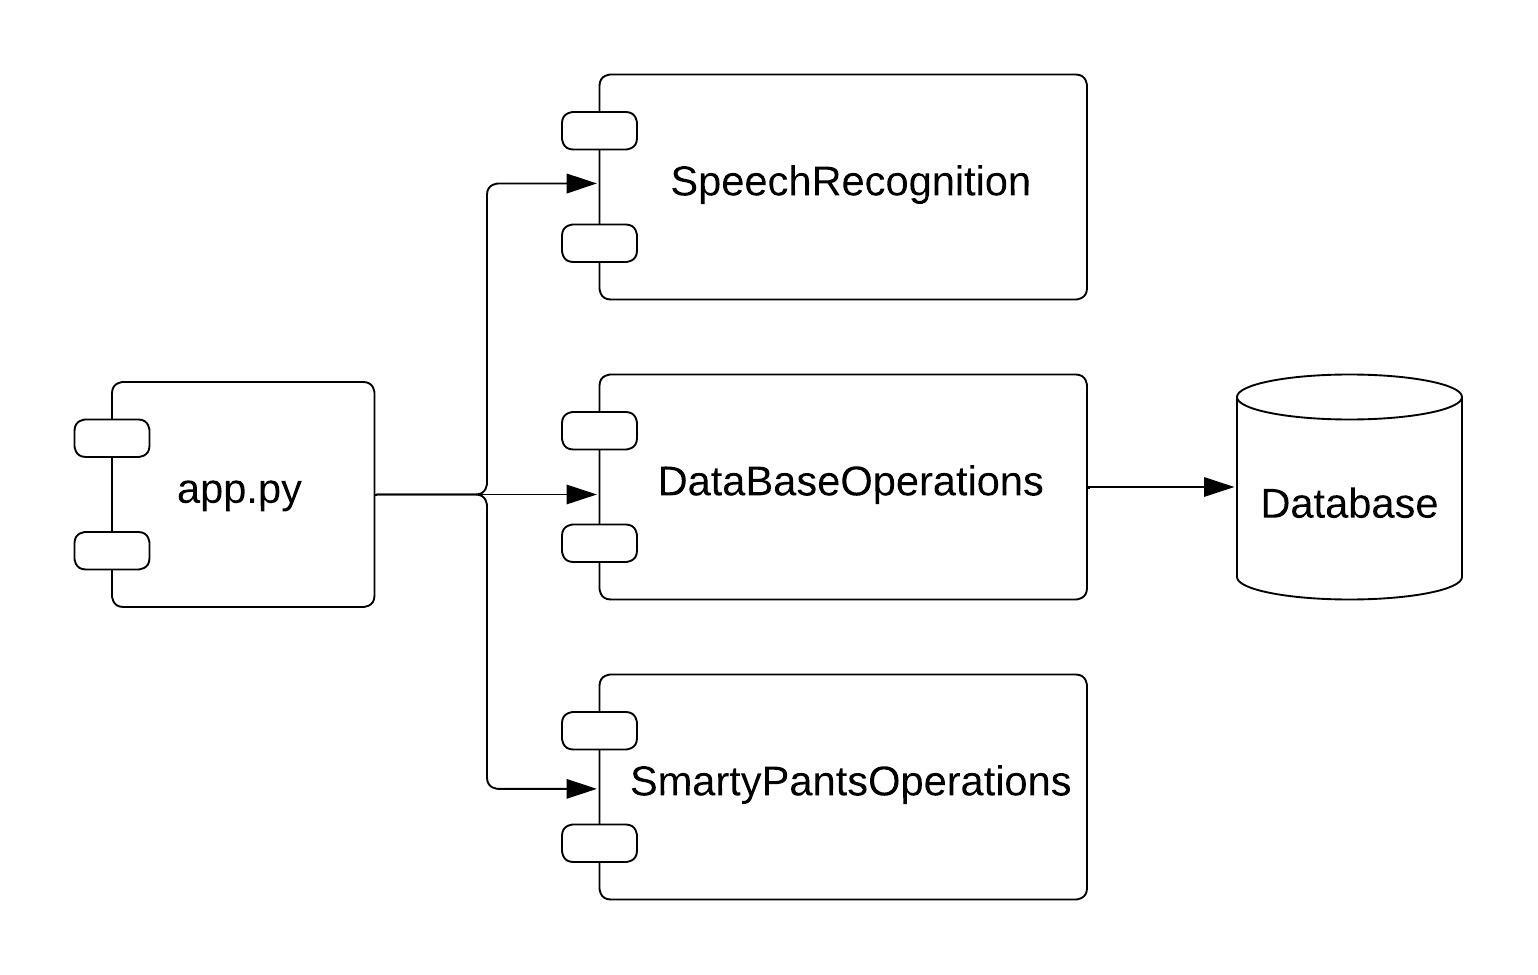 SpeechRecognition
app.py
DataBaseOperations
Database
SmartyPantsOperations